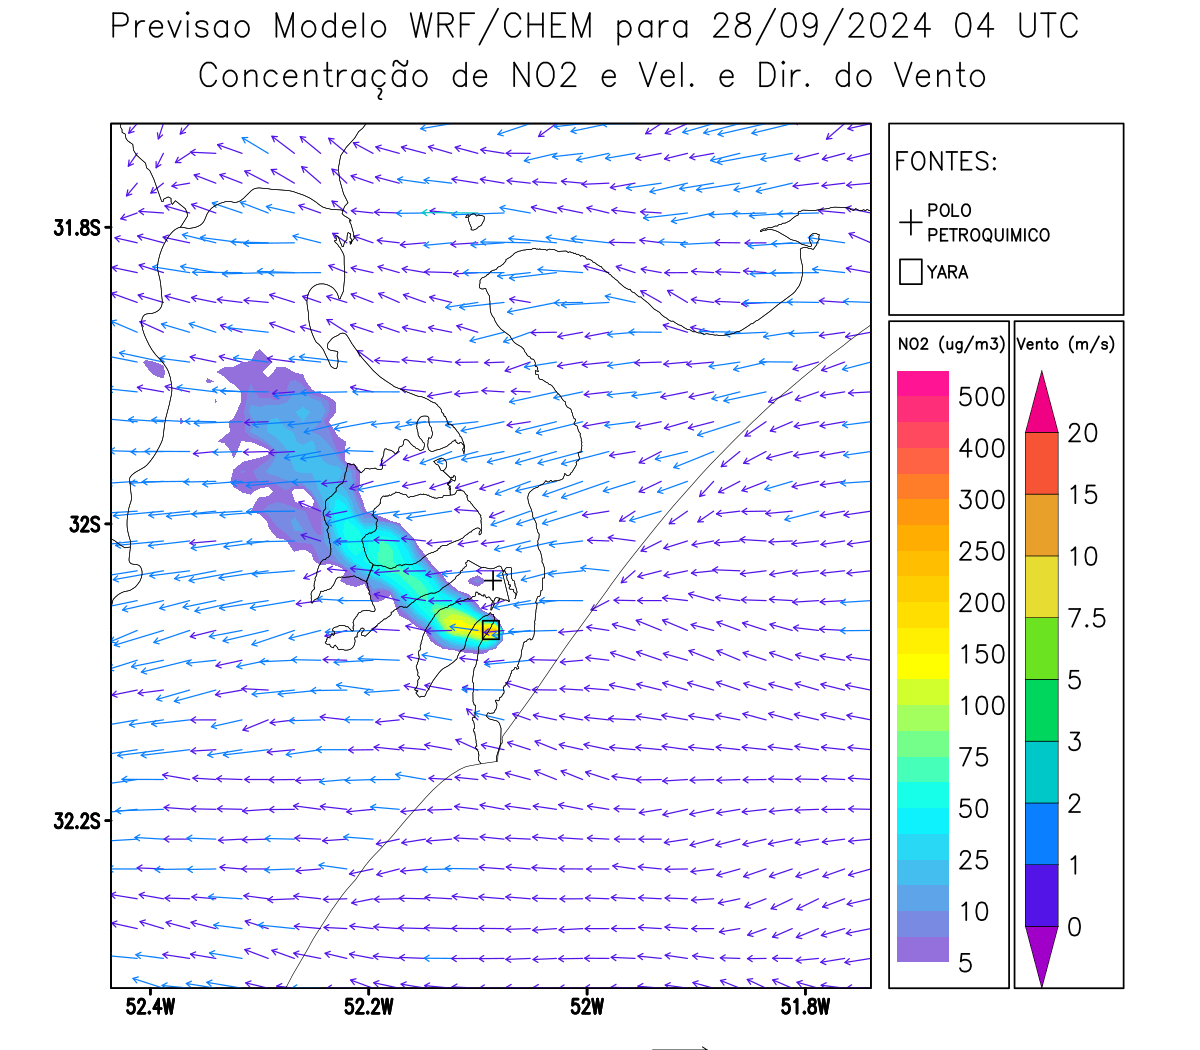 Previsao Modelo WRF/CHEM para 28/09/2024 04 UTC
Concentração de NO2 e Vel. e Dir. do Vento
FONTES:
POLO
PETROQUIMICO
YARA
NO2 (ug/m3)
500
400
300
250
200
150
100
75
50
25
10
5
Vento (m/s)
20
15
10
7.5
5
3
2
1
0
31.8S
32S
32.2S
52.4W
52.2W
52W
51.8W